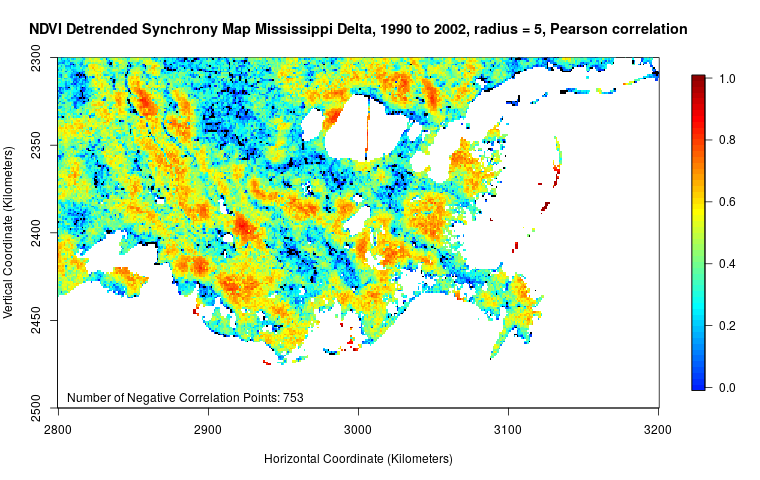 NDVI Detrended Synchrony Map Mississippi Delta, 1990 to 2002, radius = 5, Pearson correlation
Vertical Coordinate (Kilometers)
2300
2350
2400
2450
2500
Number of Negative Correlation Points: 753
2800 2900 3000 3100 3200
Horizontal Coordinate (Kilometers)
1.0
0.8
0.6
0.4
0.2
0.0